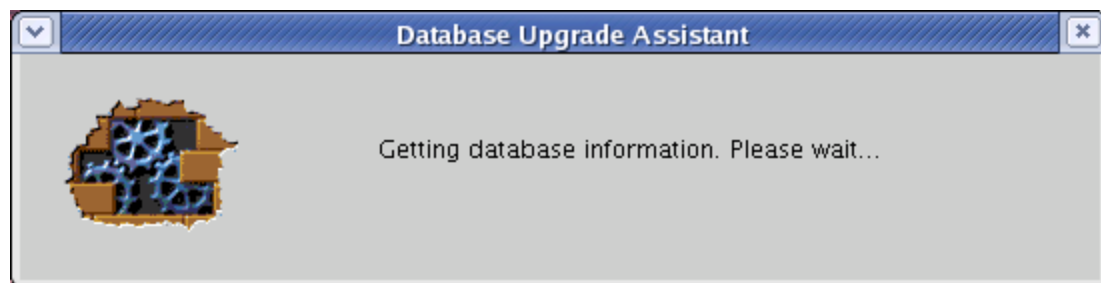 Database Upgrade Assistant
Getting database information. Please wait...